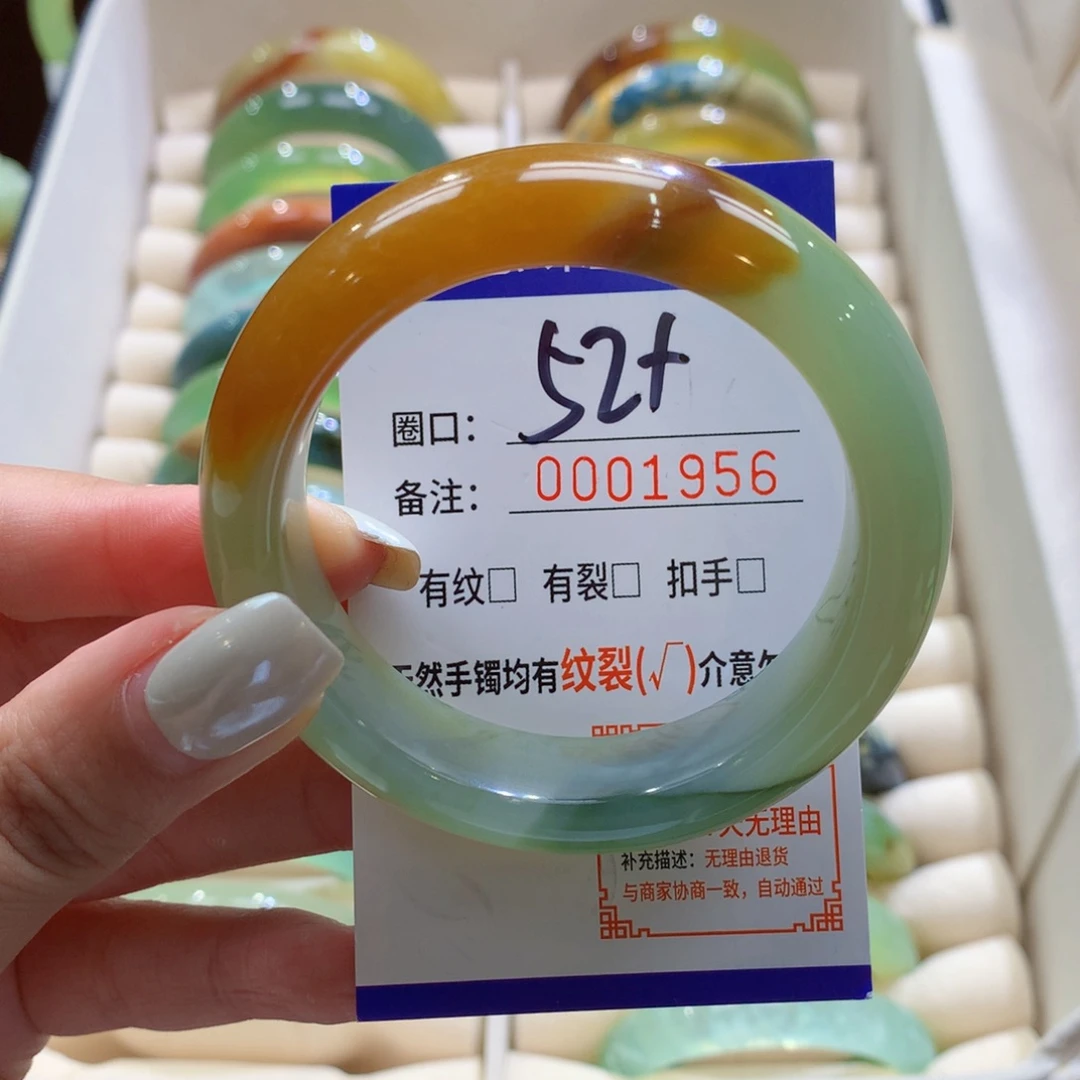 圈口：52+
备注：0001956
有纹□ 有裂□ 扣手□
然手镯均有纹裂(√)介意
无理由
补充描述：无理由退货
与商家协商一致，自动通过